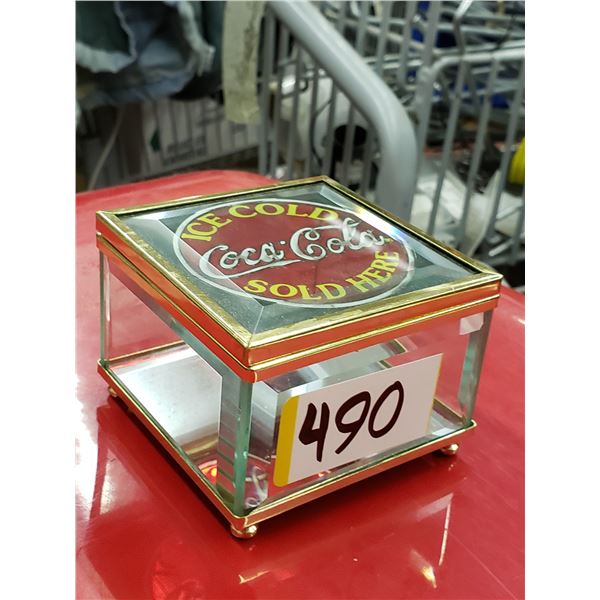 ICE COLD
Coca-Cola
SOLD HERE
490